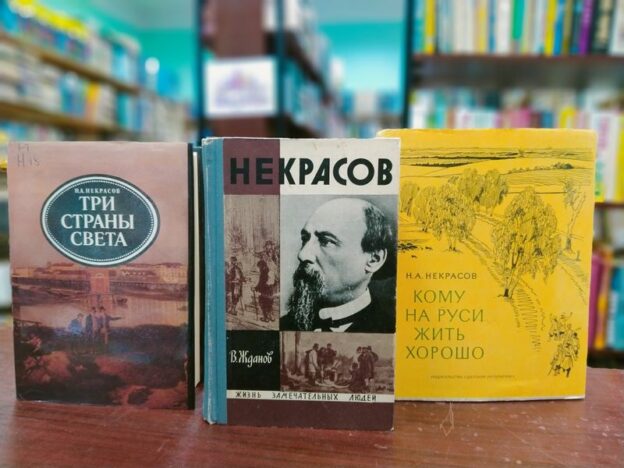 Н.А. НЕКРАСОВ
ТРИ
СТРАНЫ
СВЕТА
НЕКРАСОВ
В. Жданов
ЖИЗНЬ ЗАМЕЧАТЕЛЬНЫХ ЛЮДЕЙ
Н. А. НЕКРАСОВ
КОМУ
НА РУСИ
ЖИТЬ
ХОРОШО